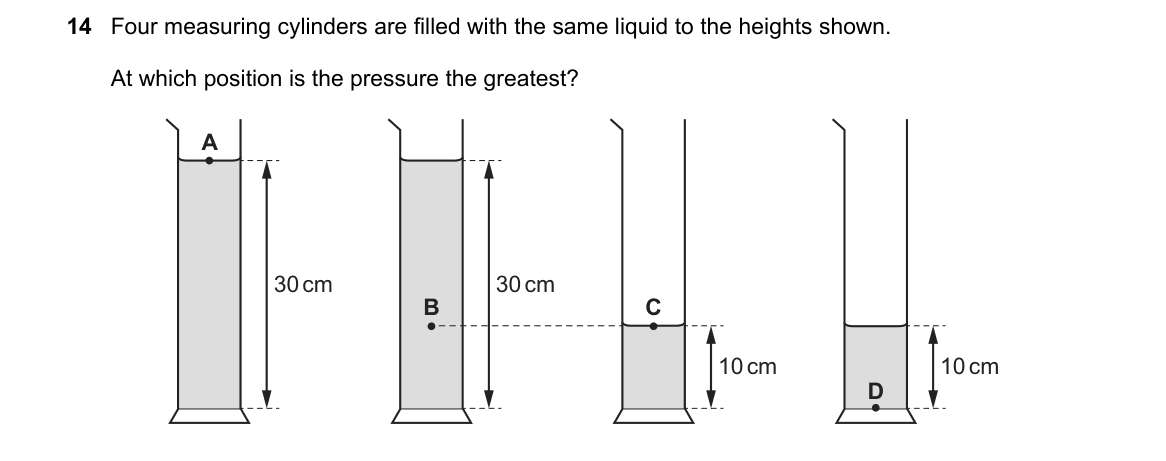 14 Four measuring cylinders are filled with the same liquid to the heights shown.
At which position is the pressure the greatest?
A
30 cm
B
30 cm
C
10 cm
D
10 cm